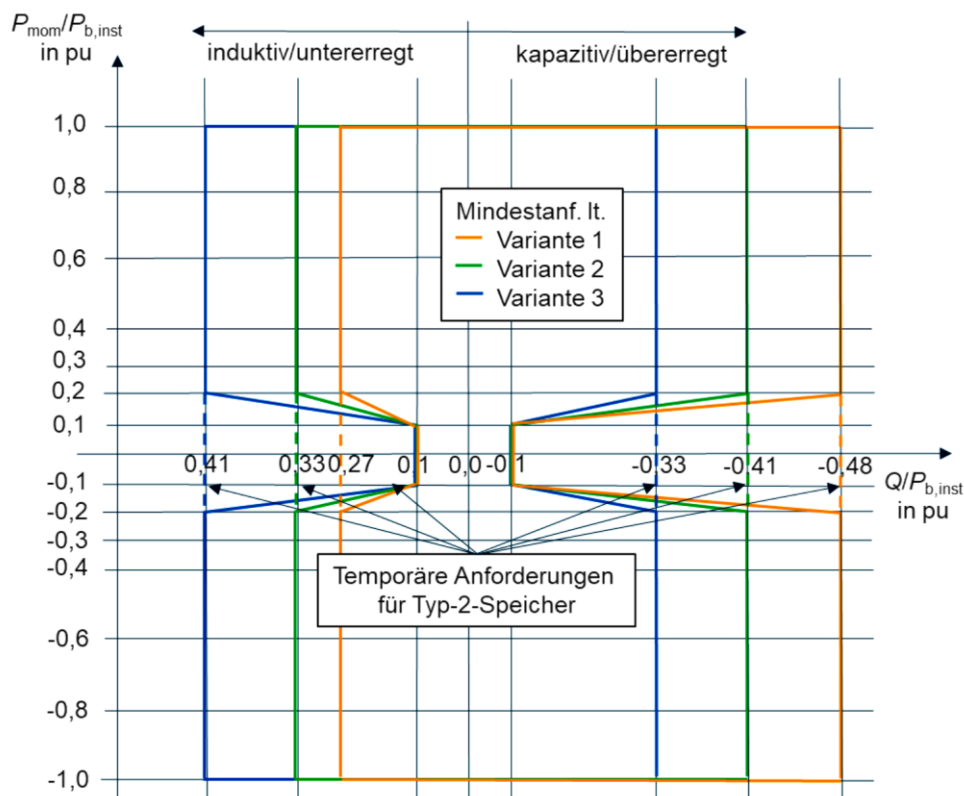 P mom/P b,inst
in pu
induktiv/untererregt
kapazitiv/übererregt
1,0
0,8
0,6
0,4
0,3
0,2
0,1
Mindestanf. lt.
Variante 1
Variante 2
Variante 3
0,41
0,33
0,27
0,1
0,0
-0,1
-0,33
-0,41
-0,48
Q/P b,inst
in pu
-0,1
-0,2
-0,3
-0,4
-0,6
-0,8
-1,0
Temporäre Anforderungen
für Typ-2-Speicher